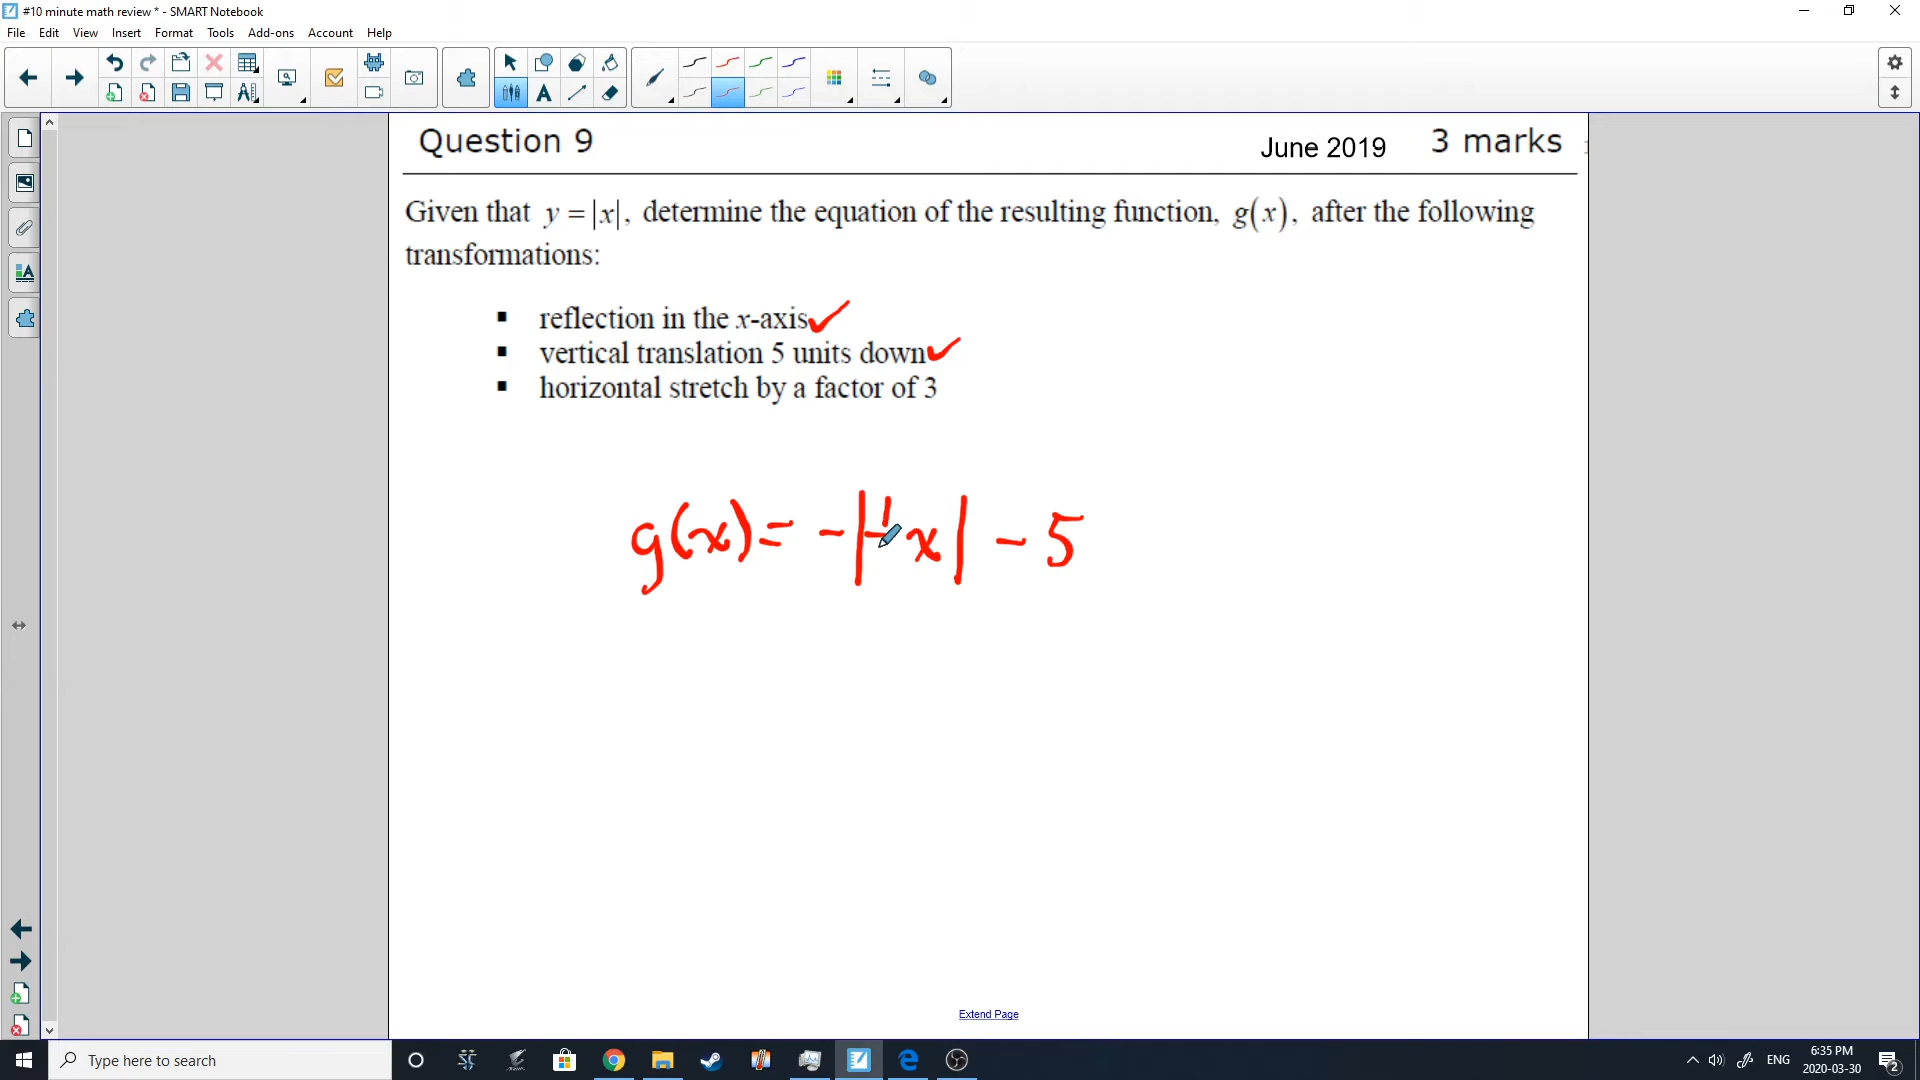 #10 minute math review * - SMART Notebook
File Edit View Insert Format Tools Add-ons Account Help
Question 9 June 2019 3 marks
Given that y = |x|, determine the equation of the resulting function, g(x), after the following
transformations:
▪ reflection in the x-axis ✓
▪ vertical translation 5 units down ✓
▪ horizontal stretch by a factor of 3
g(x) = -|1/ x| - 5
Extend Page
Type here to search
ENG
6:35 PM
2020-03-30
2